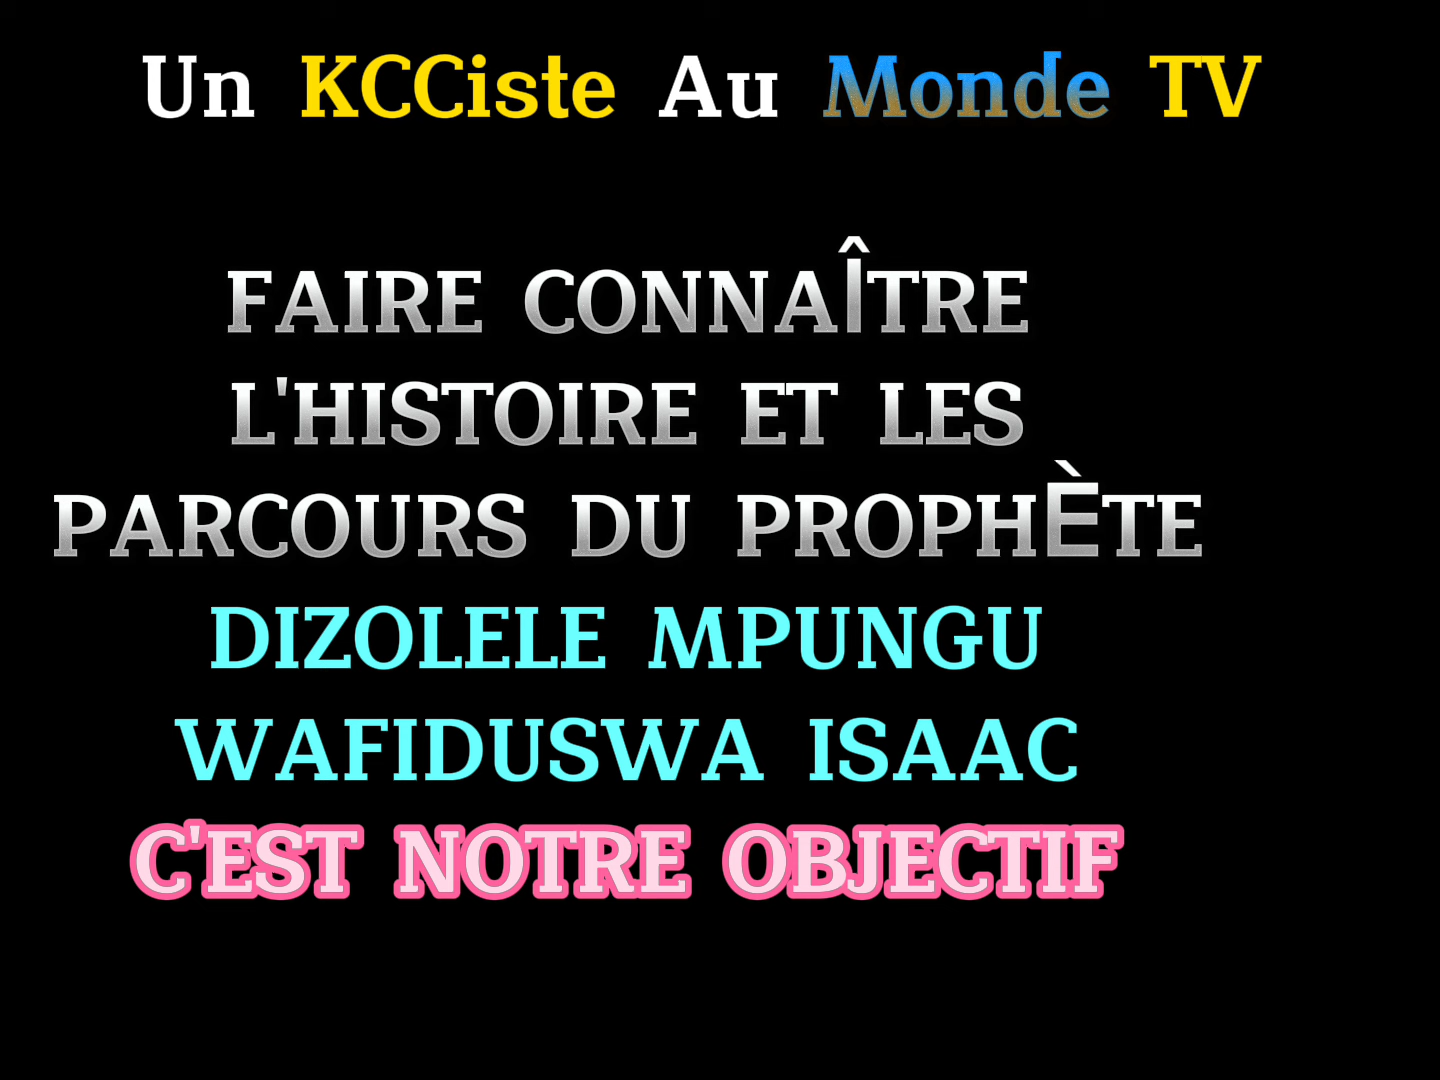 Un KCCiste Au Monde TV
FAIRE CONNAÎTRE
L'HISTOIRE ET LES
PARCOURS DU PROPHÈTE
DIZOLELE MPUNGU
WAFIDUSWA ISAAC
C'EST NOTRE OBJECTIF